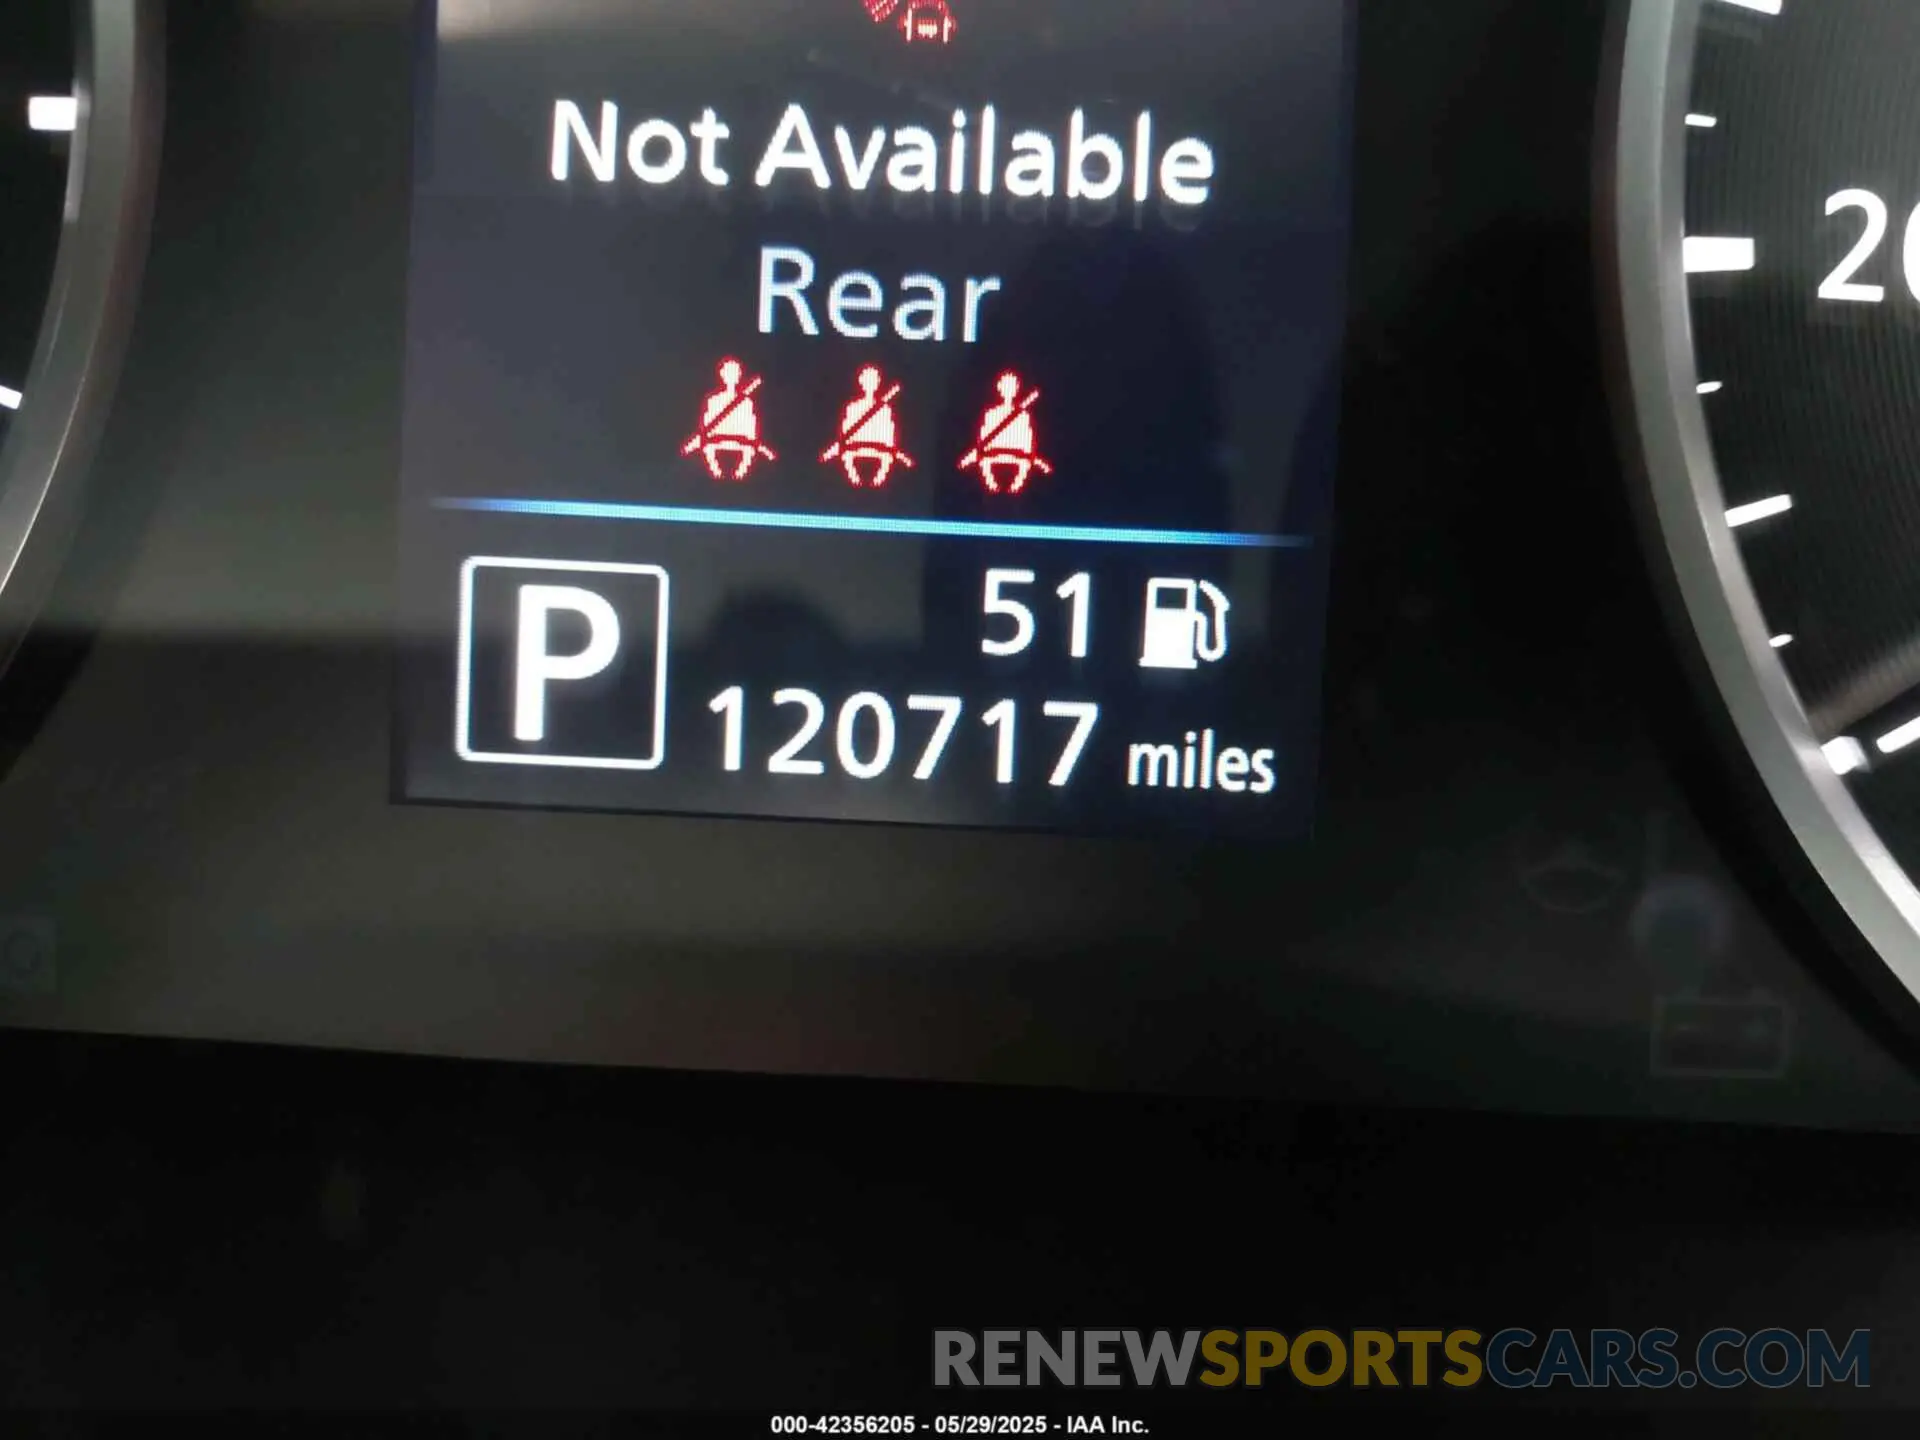 Not Available
Rear
P
51
120717 miles
RENEWSPORTSCARS.COM
000-42356205 - 05/29/2025 - IAA Inc.